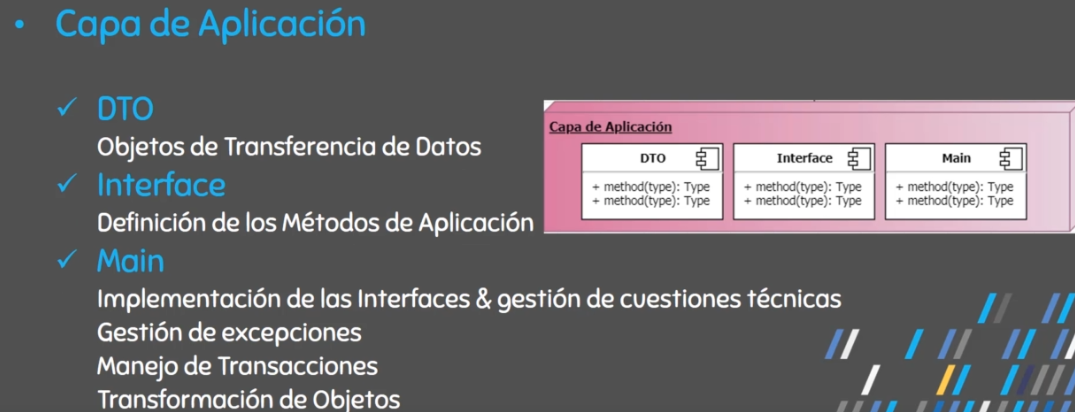 • Capa de Aplicación
✓ DTO
Objetos de Transferencia de Datos
✓ Interface
Definición de los Métodos de Aplicación
✓ Main
Implementación de las Interfaces & gestión de cuestiones técnicas
Gestión de excepciones
Manejo de Transacciones
Transformación de Objetos
Capa de Aplicación
DTO
+ method(type): Type
+ method(type): Type
Interface
+ method(type): Type
+ method(type): Type
Main
+ method(type): Type
+ method(type): Type